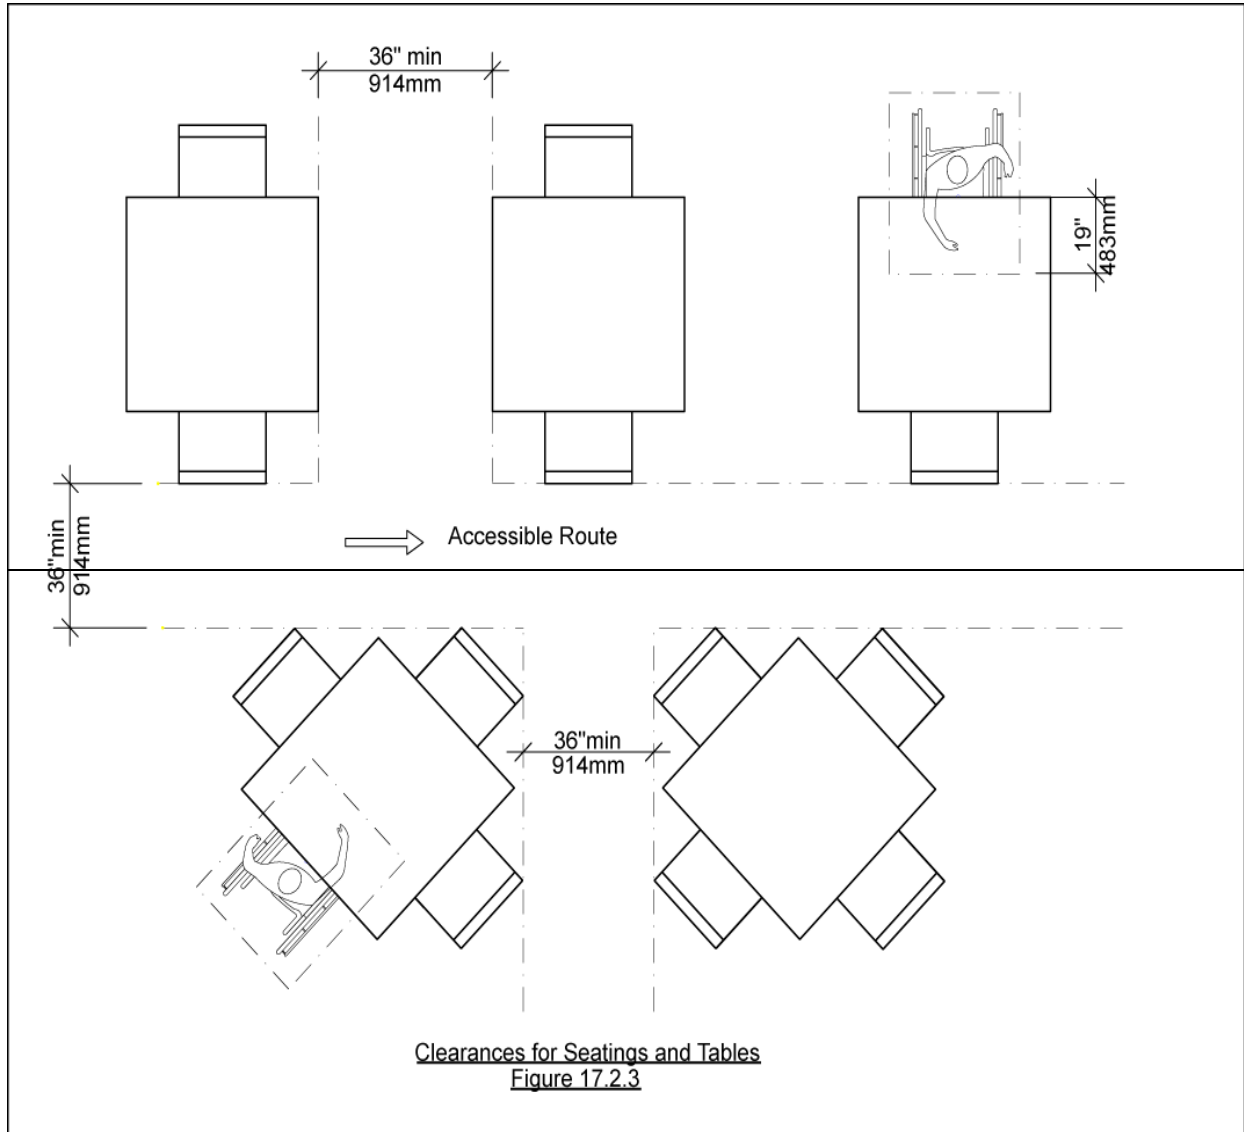 36" min
914mm
19"
483mm
Accessible Route
36"min
914mm
36"min
914mm
Clearances for Seatings and Tables
Figure 17.2.3